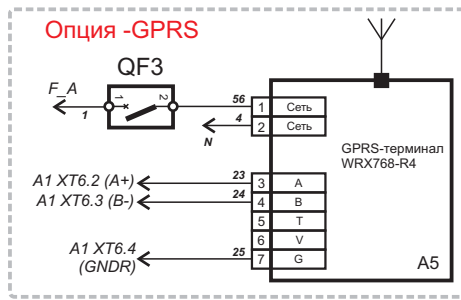 Опция -GPRS
QF3
F_A
1 2
1
56
1 Сеть
4
2 Сеть
N
GPRS-терминал
WRX768-R4
A1 XT6.2 (A+)
23
3 A
A1 XT6.3 (B-)
24
4 B
5 T
6 V
A1 XT6.4
(GNDR)
25
7 G
A5